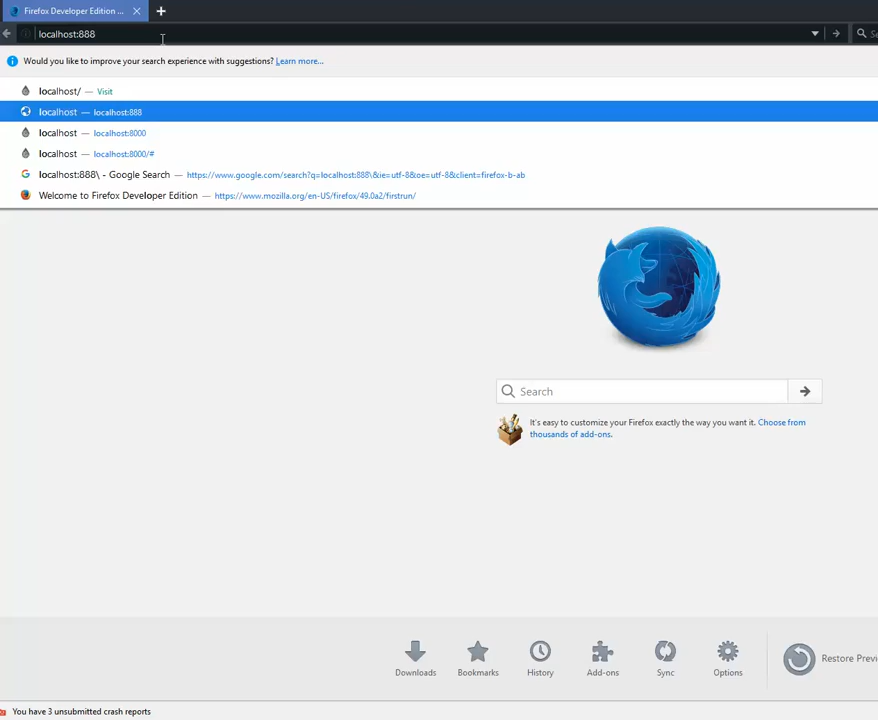 Firefox Developer Edition ...
localhost:888
Would you like to improve your search experience with suggestions? Learn more...
localhost/ — Visit
localhost — localhost:888
localhost — localhost:8000
localhost — localhost:8000/#
localhost:888\ - Google Search — https://www.google.com/search?q=localhost:888\&ie=utf-8&oe=utf-8&client=firefox-b-ab
Welcome to Firefox Developer Edition — https://www.mozilla.org/en-US/firefox/49.0a2/firstrun/
Search
It's easy to customize your Firefox exactly the way you want it. Choose from
thousands of add-ons.
Downloads Bookmarks History Add-ons Sync Options Restore Previ
You have 3 unsubmitted crash reports